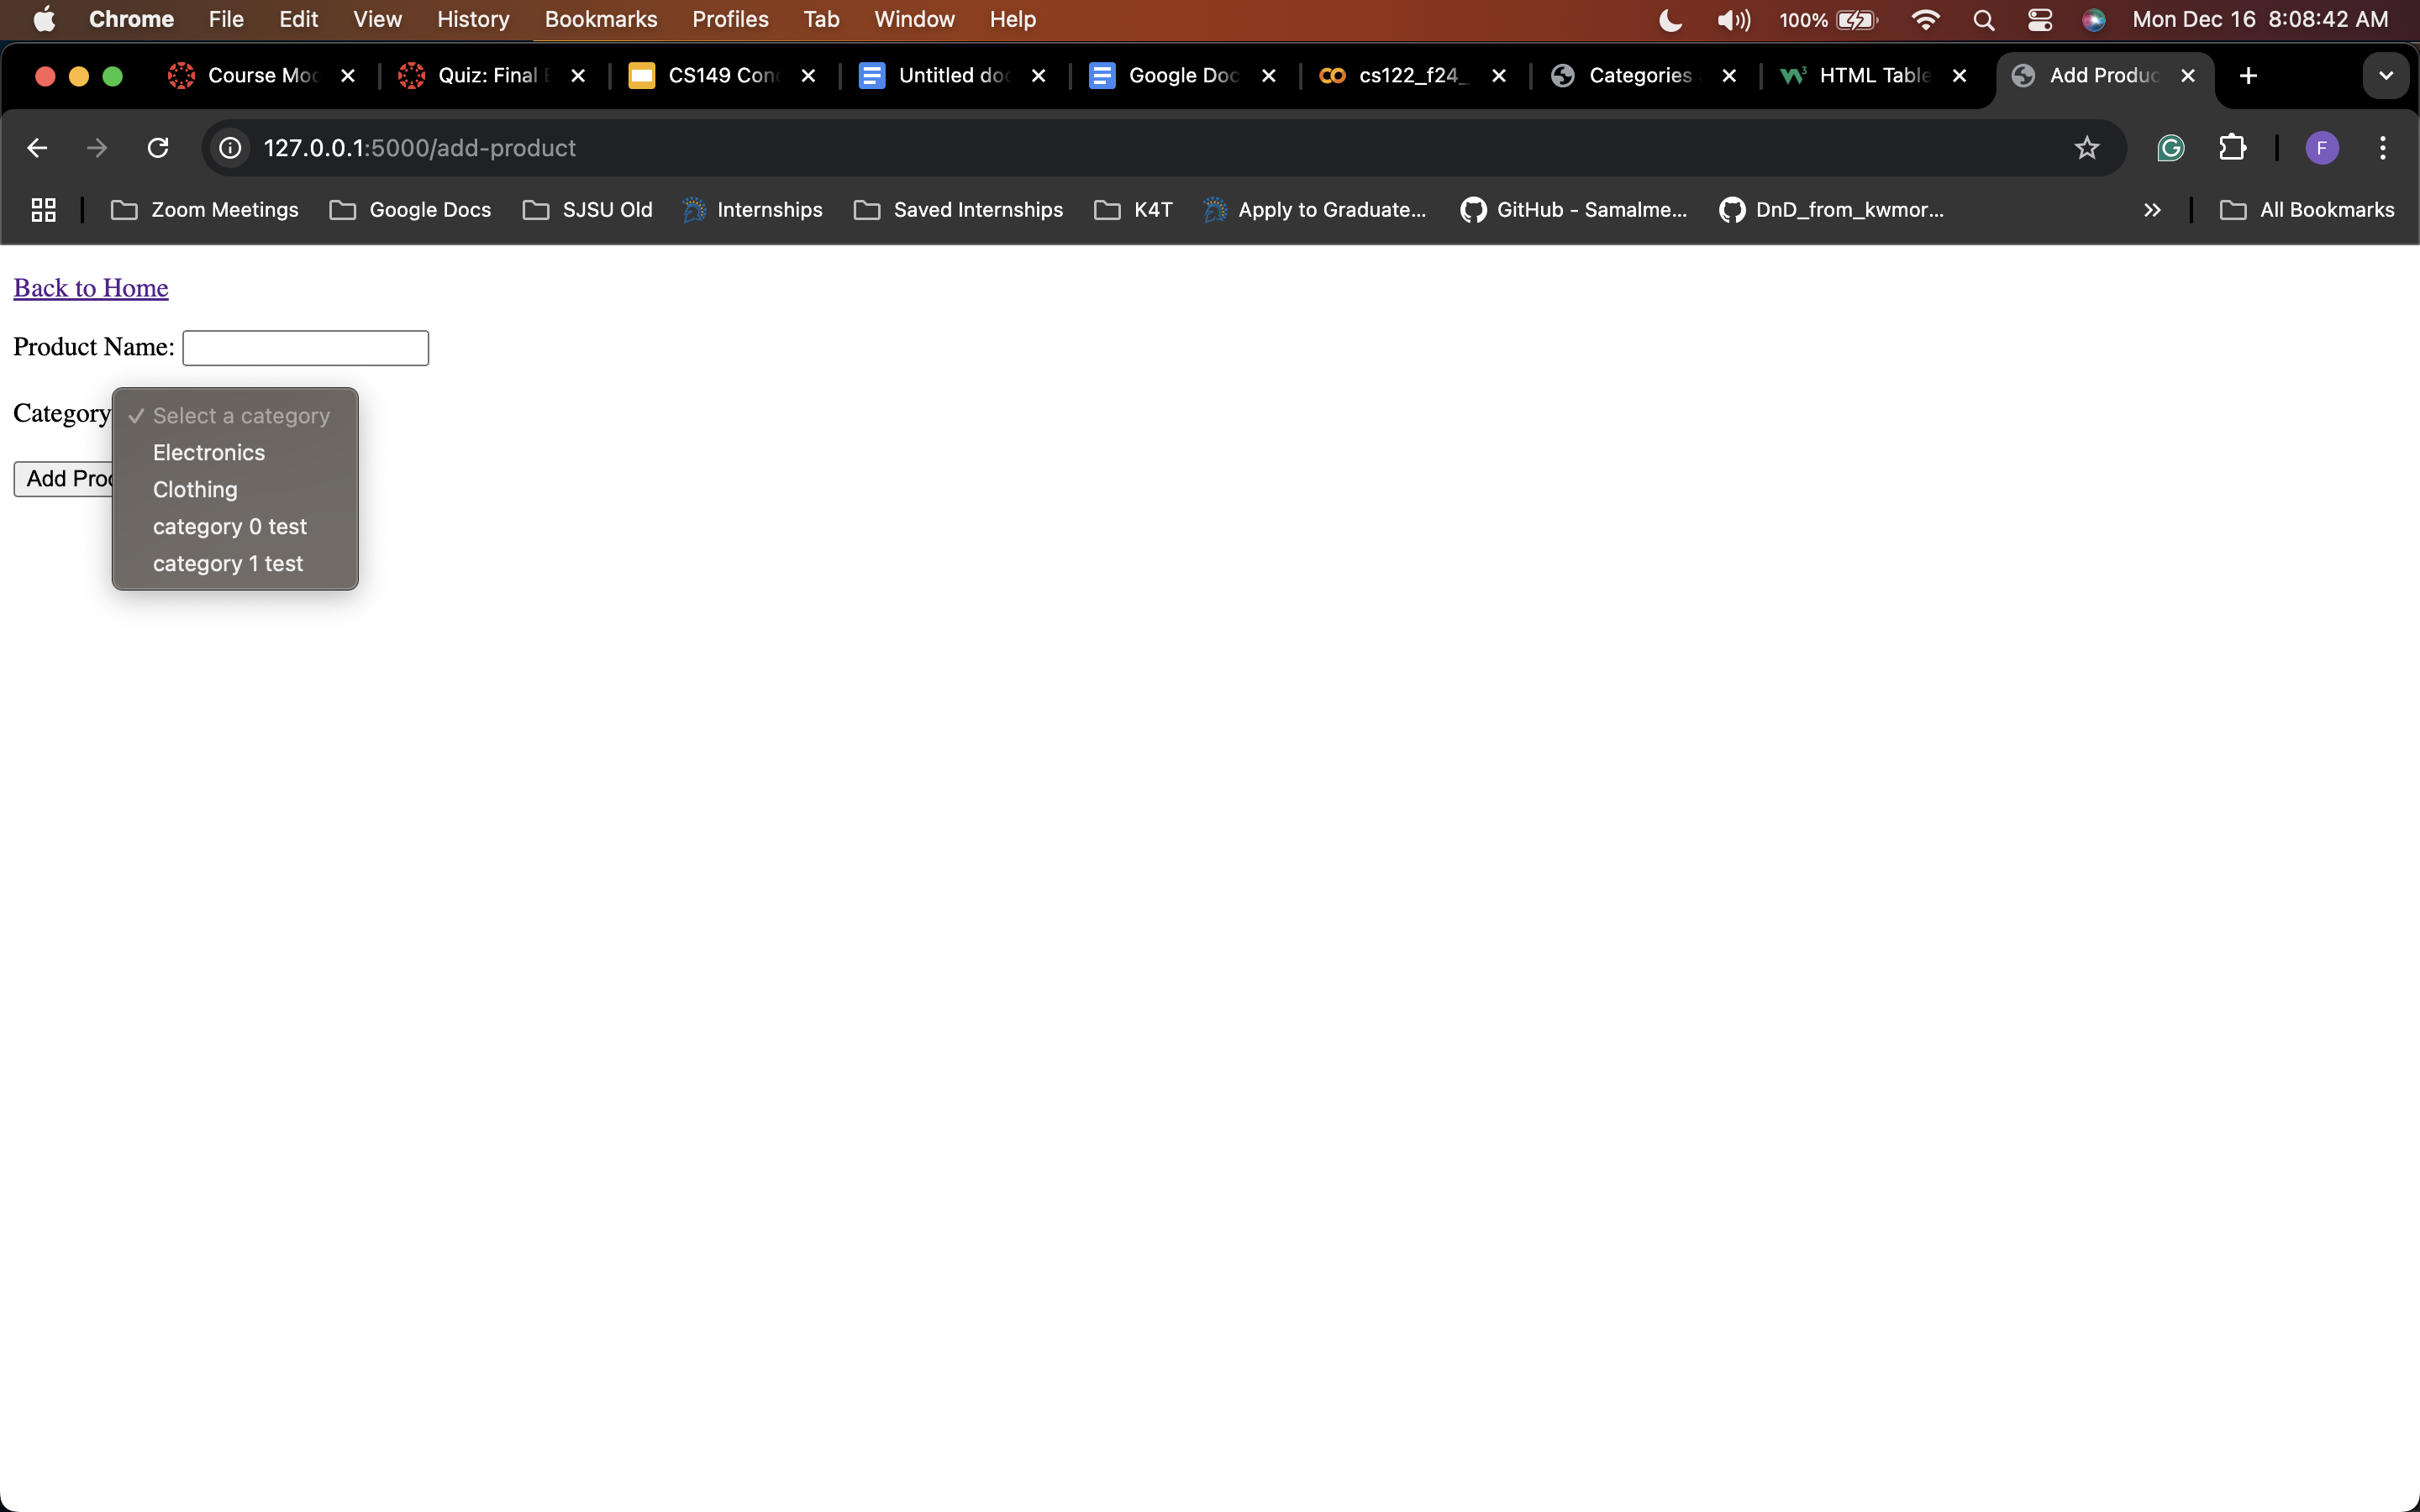 Chrome File Edit View History Bookmarks Profiles Tab Window Help 100% Mon Dec 16 8:08:42 AM
Course Moc Quiz: Final E CS149 Conc Untitled doc Google Doc cs122_f24_ Categories HTML Table Add Produc
127.0.0.1:5000/add-product F
Zoom Meetings Google Docs SJSU Old Internships Saved Internships K4T Apply to Graduate... GitHub - Samalme... DnD_from_kwmor... All Bookmarks
Back to Home
Product Name:
Category ✓ Select a category
Electronics
Add Proc Clothing
category 0 test
category 1 test